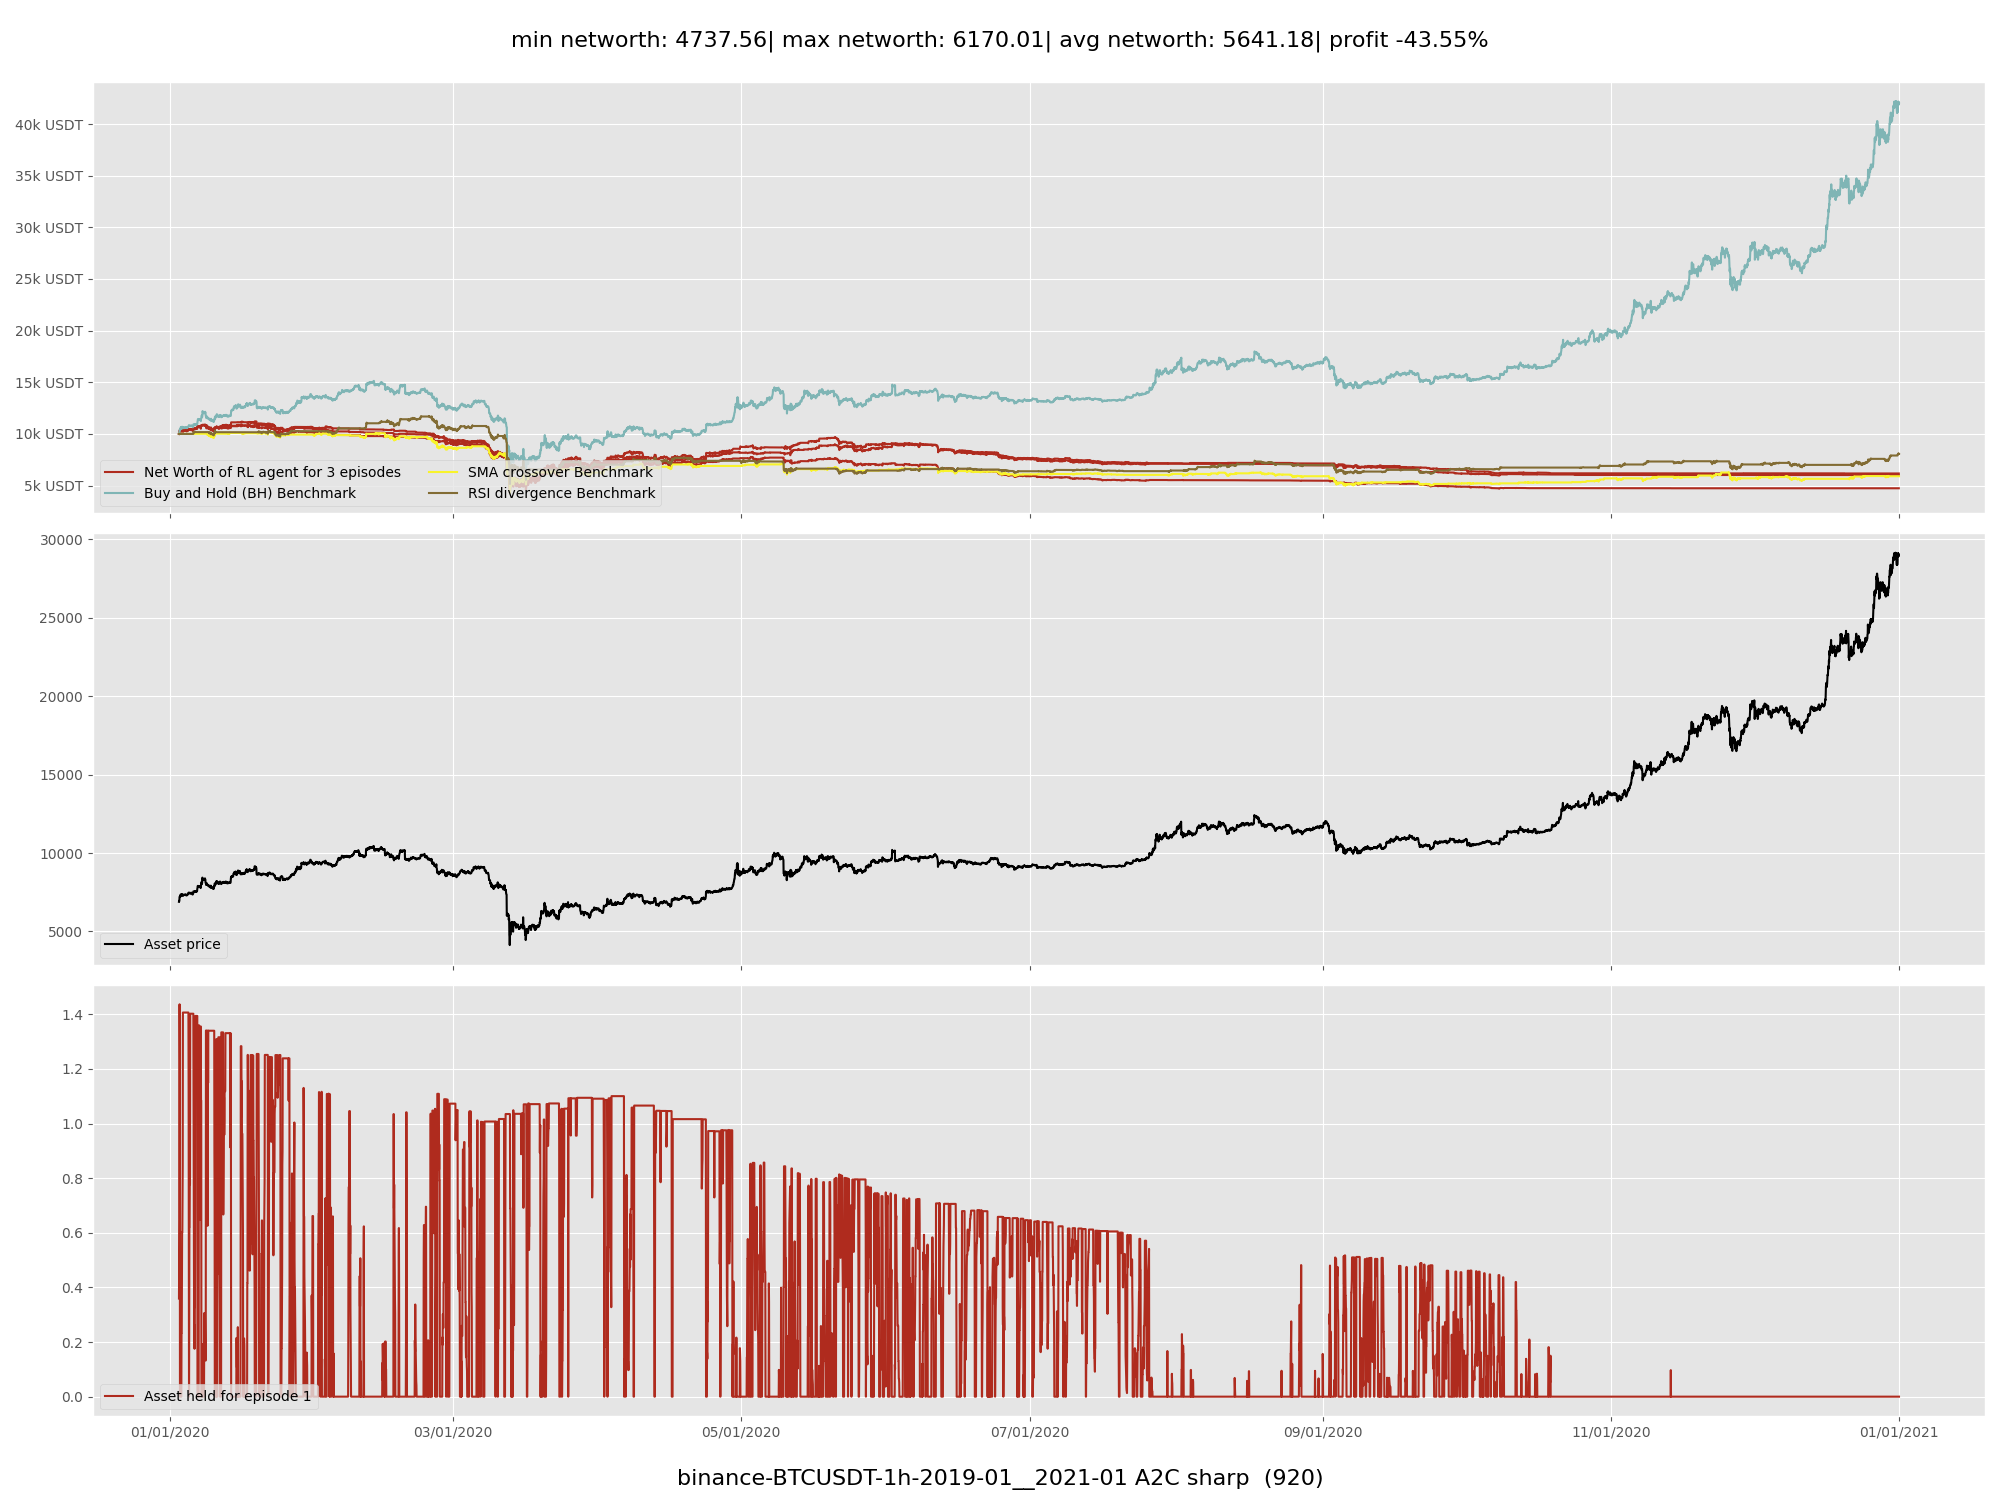 min networth: 4737.56| max networth: 6170.01| avg networth: 5641.18| profit -43.55%
40k USDT
35k USDT
30k USDT
25k USDT
20k USDT
15k USDT
10k USDT
5k USDT
Net Worth of RL agent for 3 episodes
Buy and Hold (BH) Benchmark
SMA crossover Benchmark
RSI divergence Benchmark
30000
25000
20000
15000
10000
5000
Asset price
1.4
1.2
1.0
0.8
0.6
0.4
0.2
0.0
Asset held for episode 1
01/01/2020 03/01/2020 05/01/2020 07/01/2020 09/01/2020 11/01/2020 01/01/2021
binance-BTCUSDT-1h-2019-01__2021-01 A2C sharp (920)